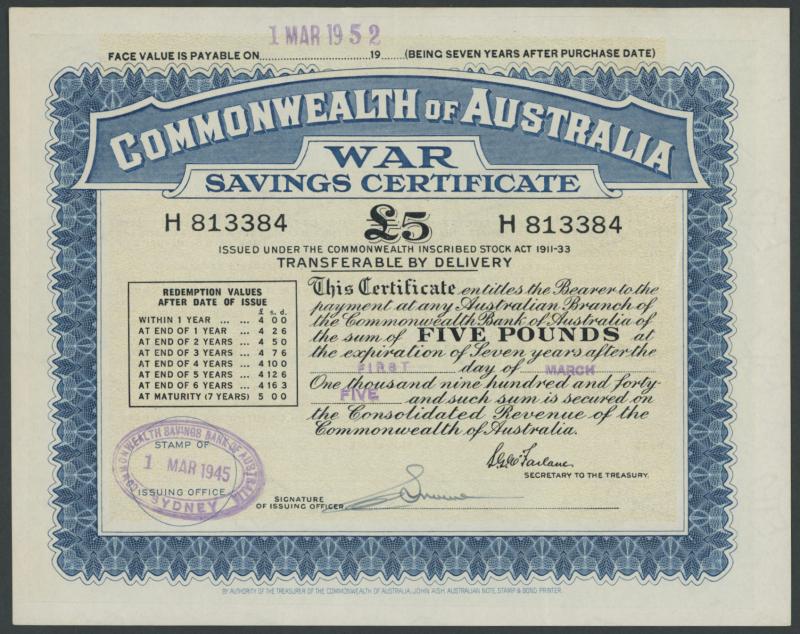 1 MAR 1952
FACE VALUE IS PAYABLE ON 19 (BEING SEVEN YEARS AFTER PURCHASE DATE)
COMMONWEALTH OF AUSTRALIA
WAR
SAVINGS CERTIFICATE
H 813384 £5 H 813384
ISSUED UNDER THE COMMONWEALTH INSCRIBED STOCK ACT 1911-33
TRANSFERABLE BY DELIVERY
REDEMPTION VALUES
AFTER DATE OF ISSUE
£ s. d.
WITHIN 1 YEAR ... ... 4 0 0
AT END OF 1 YEAR ... 4 2 6
AT END OF 2 YEARS ... 4 5 0
AT END OF 3 YEARS ... 4 7 6
AT END OF 4 YEARS ... 4 10 0
AT END OF 5 YEARS ... 4 12 6
AT END OF 6 YEARS ... 4 16 3
AT MATURITY (7 YEARS) 5 0 0
This Certificate entitles the Bearer to the
payment at any Australian Branch of
the Commonwealth Bank of Australia of
the sum of FIVE POUNDS at
the expiration of Seven years after the
FIRST day of MARCH
One thousand nine hundred and forty-
FIVE and such sum is secured on
the Consolidated Revenue of the
Commonwealth of Australia.
COMMONWEALTH SAVINGS BANK OF AUSTRALIA
STAMP OF
1 MAR 1945
ISSUING OFFICE
SYDNEY
SECRETARY TO THE TREASURY.
SIGNATURE
OF ISSUING OFFICER
BY AUTHORITY OF THE TREASURER OF THE COMMONWEALTH OF AUSTRALIA. JOHN ASH, AUSTRALIAN NOTE, STAMP & BOND PRINTER.